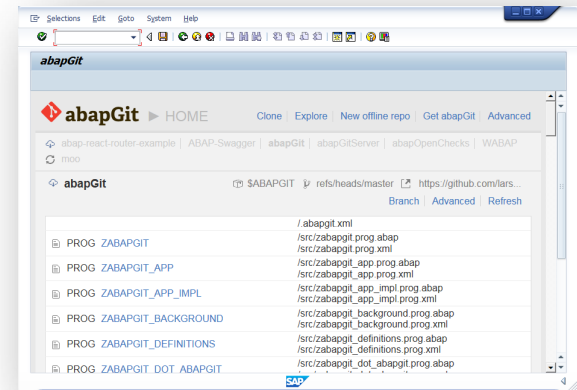 Selections Edit Goto System Help
abapGit
abapGit ▶ HOME Clone Explore New offline repo Get abapGit Advanced
abap-react-router-example ABAP-Swagger abapGit abapGitServer abapOpenChecks WABAP
moo
abapGit $ABAPGIT refs/heads/master https://github.com/lars...
Branch Advanced Refresh
/.abapgit.xml
PROG ZABAPGIT /src/zabapgit.prog.abap
/src/zabapgit.prog.xml
PROG ZABAPGIT_APP /src/zabapgit_app.prog.abap
/src/zabapgit_app.prog.xml
PROG ZABAPGIT_APP_IMPL /src/zabapgit_app_impl.prog.abap
/src/zabapgit_app_impl.prog.xml
PROG ZABAPGIT_BACKGROUND /src/zabapgit_background.prog.abap
/src/zabapgit_background.prog.xml
PROG ZABAPGIT_DEFINITIONS /src/zabapgit_definitions.prog.abap
/src/zabapgit_definitions.prog.xml
PROG ZABAPGIT_DOT_ABAPGIT /src/zabapgit_dot_abapgit.prog.abap
SAP